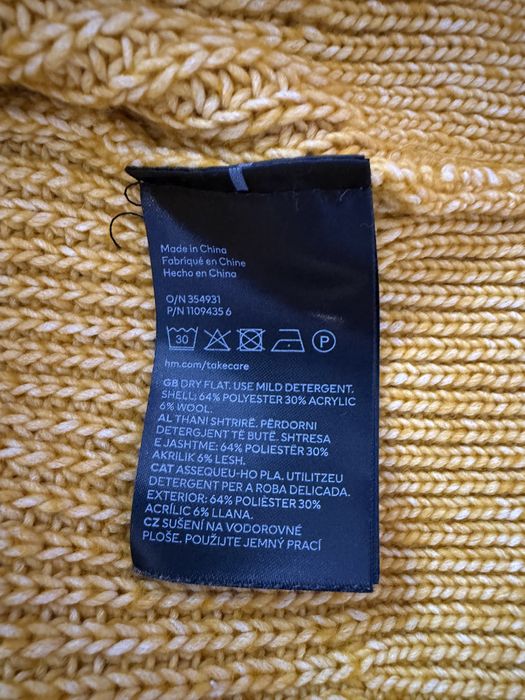 Made in China
Fabriqué en Chine
Hecho en China
O/N 354931
P/N 1109435 6
30
P
hm.com/takecare
GB DRY FLAT. USE MILD DETERGENT.
SHELL: 64% POLYESTER 30% ACRYLIC
6% WOOL.
AL THANI SHTRIRË. PËRDORNI
DETERGJENT TË BUTË. SHTRESA
E JASHTME: 64% POLIESTËR 30%
AKRILIK 6% LESH.
CAT ASSEQUEU-HO PLA. UTILITZEU
DETERGENT PER A ROBA DELICADA.
EXTERIOR: 64% POLIÈSTER 30%
ACRÍLIC 6% LLANA.
CZ SUŠENÍ NA VODOROVNÉ
PLOŠE. POUŽIJTE JEMNÝ PRACÍ